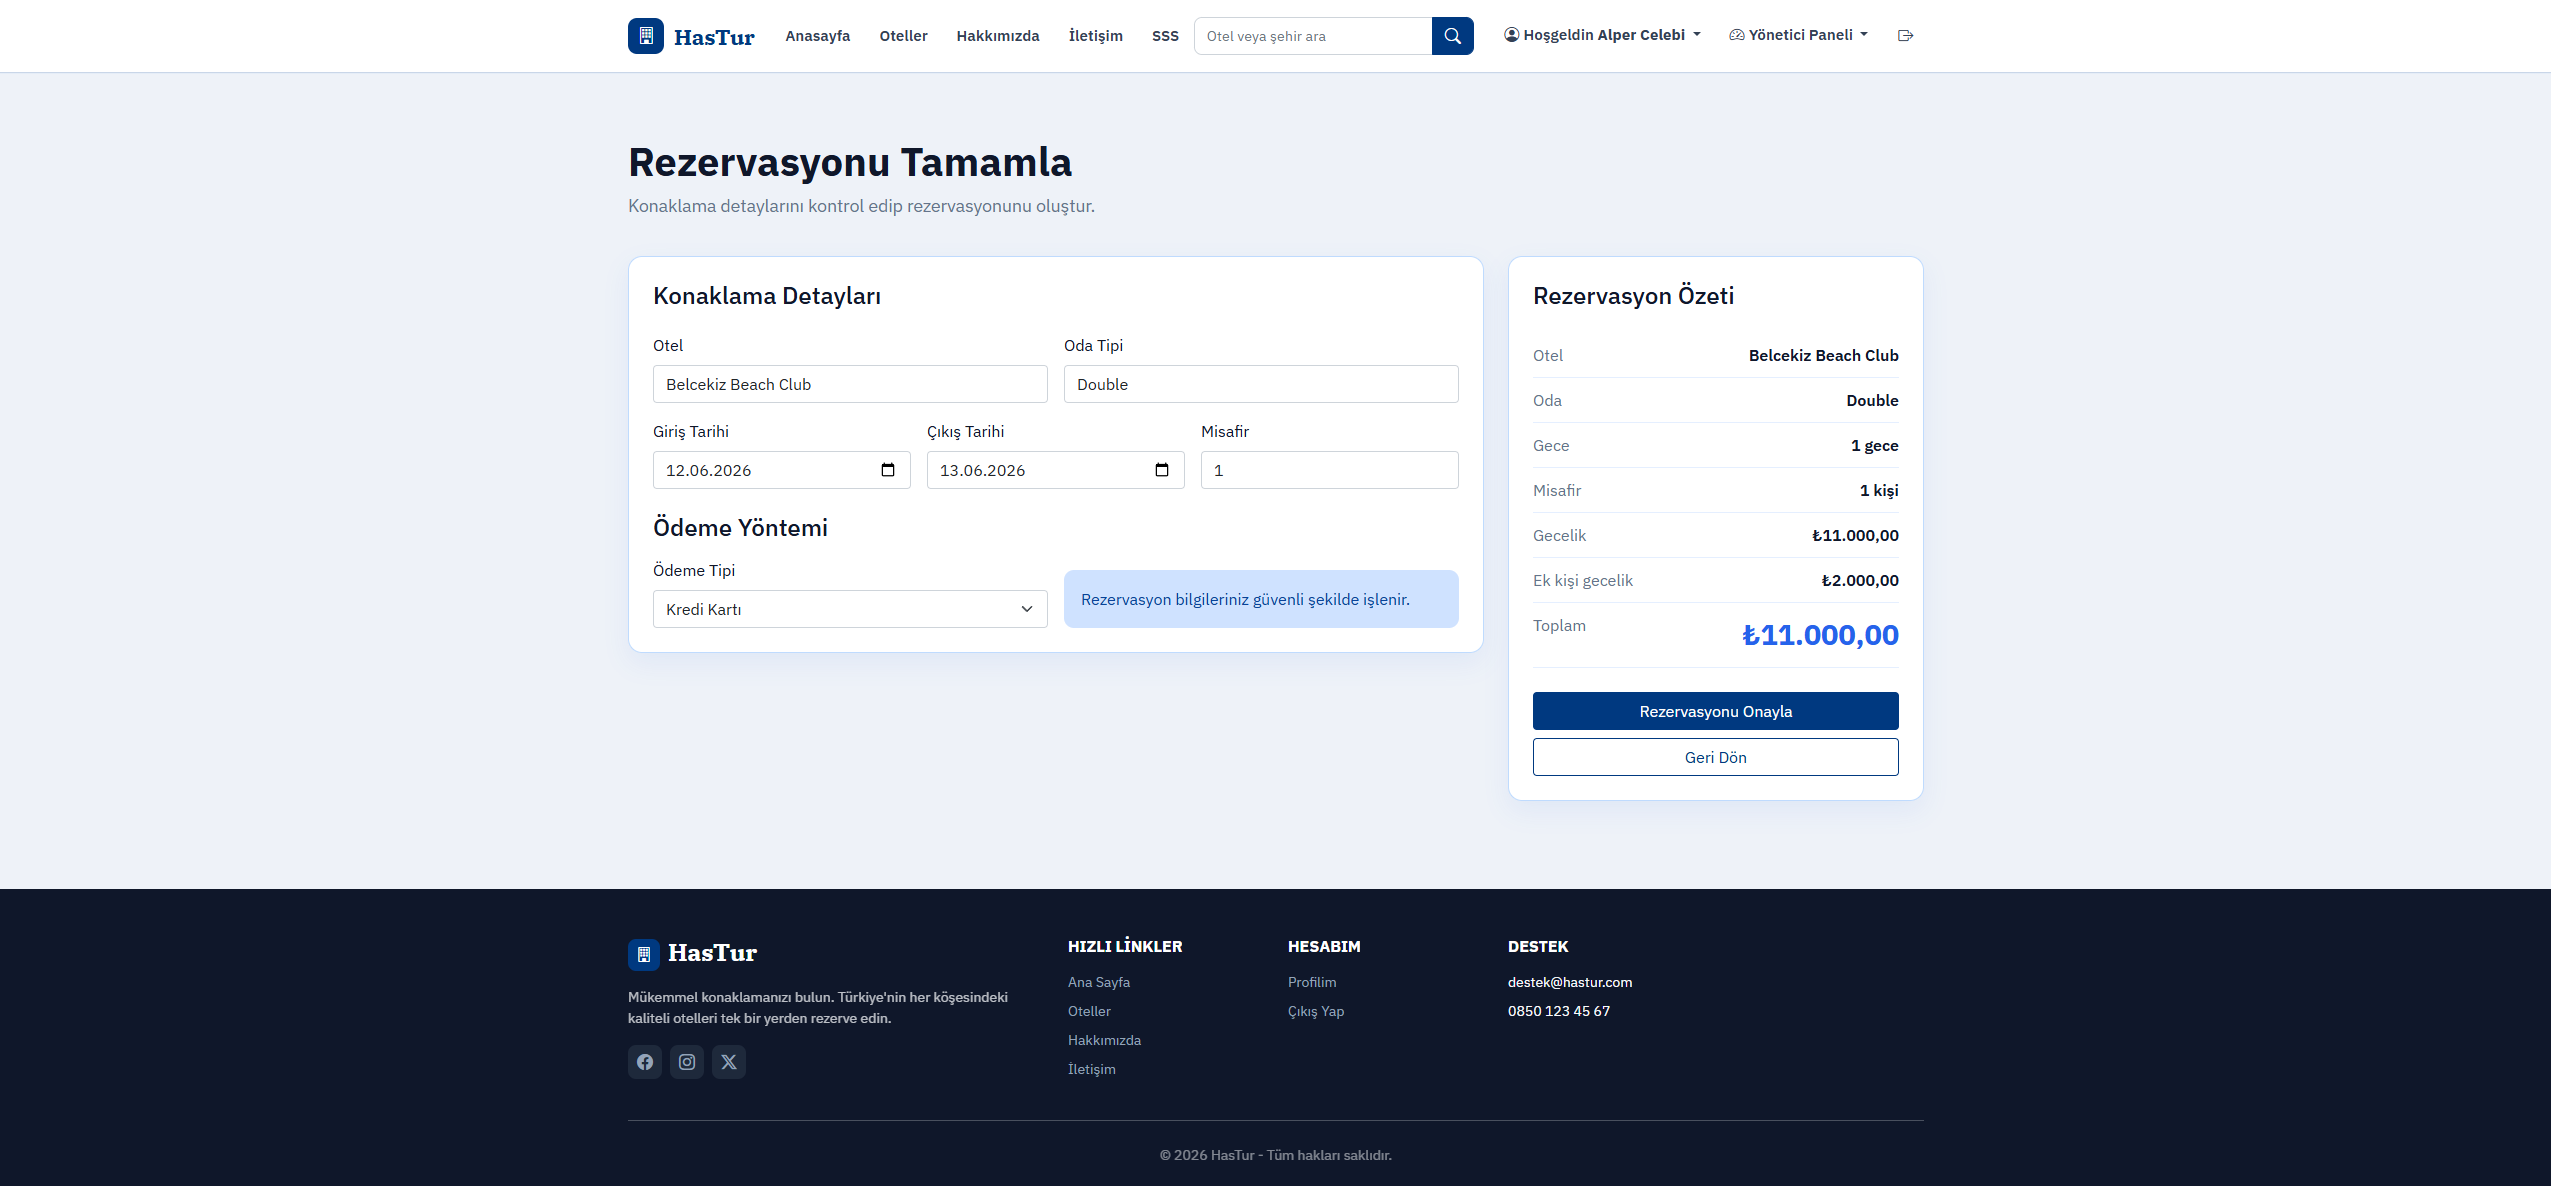 HasTur Anasayfa Oteller Hakkımızda İletişim SSS Otel veya şehir ara Hoşgeldin Alper Celebi Yönetici Paneli
Rezervasyonu Tamamla
Konaklama detaylarını kontrol edip rezervasyonunu oluştur.
Konaklama Detayları
Otel Oda Tipi
Belcekiz Beach Club Double
Giriş Tarihi Çıkış Tarihi Misafir
12.06.2026 13.06.2026 1
Ödeme Yöntemi
Ödeme Tipi
Kredi Kartı Rezervasyon bilgileriniz güvenli şekilde işlenir.
Rezervasyon Özeti
Otel Belcekiz Beach Club
Oda Double
Gece 1 gece
Misafir 1 kişi
Gecelik ₺11.000,00
Ek kişi gecelik ₺2.000,00
Toplam ₺11.000,00
Rezervasyonu Onayla
Geri Dön
HasTur
Mükemmel konaklamanızı bulun. Türkiye'nin her köşesindeki
kaliteli otelleri tek bir yerden rezerve edin.
HIZLI LİNKLER
Ana Sayfa
Oteller
Hakkımızda
İletişim
HESABIM
Profilim
Çıkış Yap
DESTEK
destek@hastur.com
0850 123 45 67
© 2026 HasTur - Tüm hakları saklıdır.